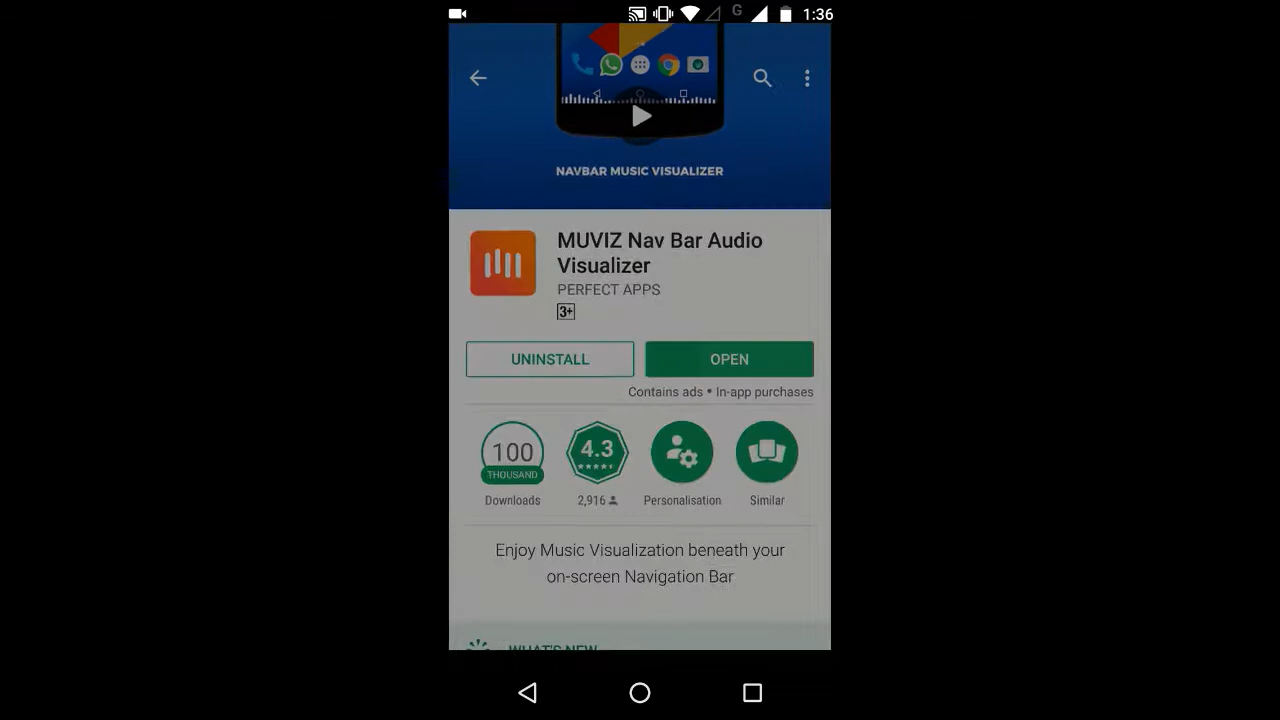 G 1:36
NAVBAR MUSIC VISUALIZER
MUVIZ Nav Bar Audio
Visualizer
PERFECT APPS
3+
UNINSTALL OPEN
Contains ads • In-app purchases
100 4.3
THOUSAND
Downloads 2,916 Personalisation Similar
Enjoy Music Visualization beneath your
on-screen Navigation Bar
WHAT'S NEW